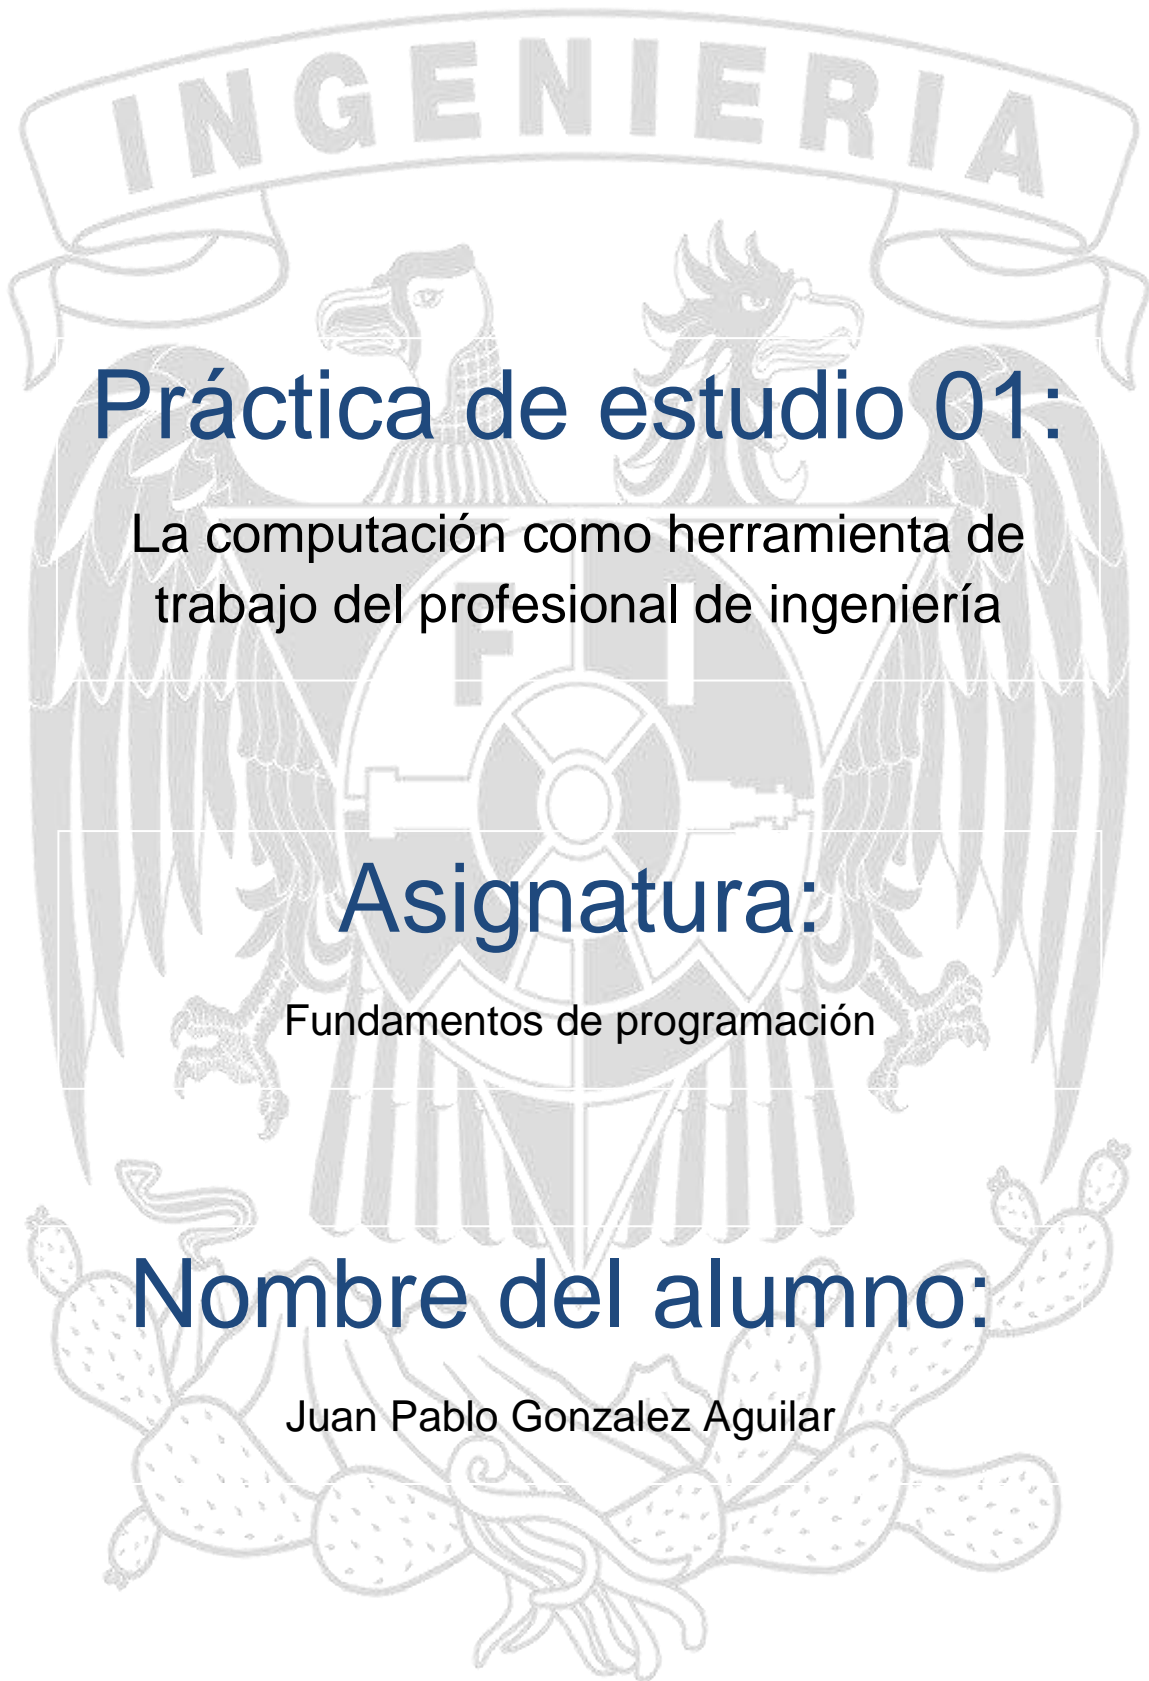 INGENIERIA
Práctica de estudio 01:
La computación como herramienta de
trabajo del profesional de ingeniería
F I
Asignatura:
Fundamentos de programación
Nombre del alumno:
Juan Pablo Gonzalez Aguilar